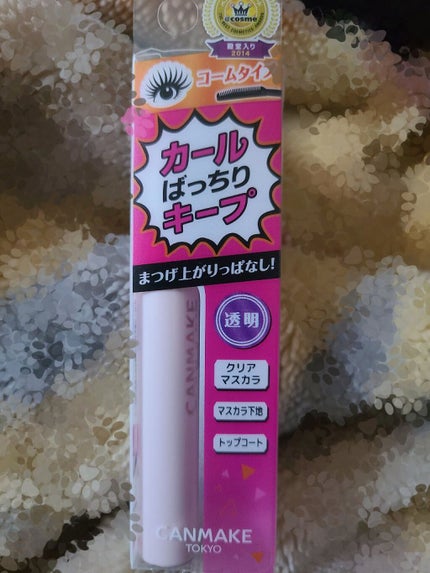 @cosme
殿堂入り
2014
コームタイプ
カール
ばっちり
キープ
まつげ上がりっぱなし!
透明
CANMAKE
クリア
マスカラ
マスカラ下地
トップコート
CANMAKE
TOKYO